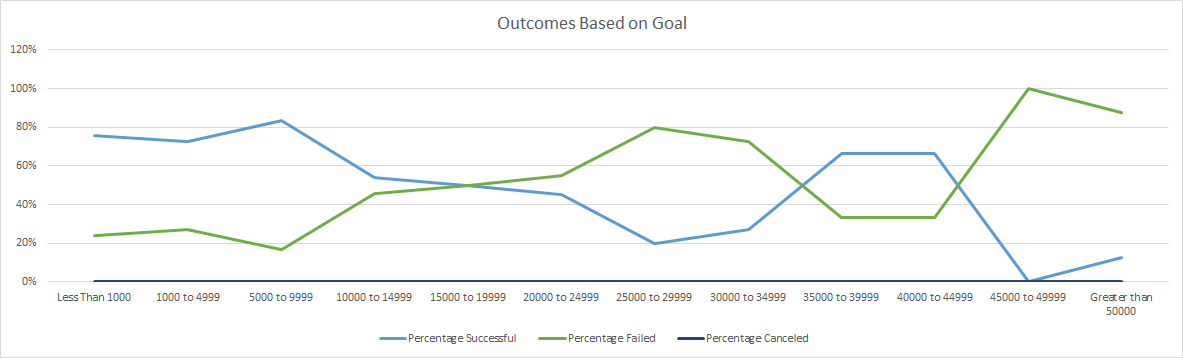 Outcomes Based on Goal
120%
100%
80%
60%
40%
20%
0%
Less Than 1000 1000 to 4999 5000 to 9999 10000 to 14999 15000 to 19999 20000 to 24999 25000 to 29999 30000 to 34999 35000 to 39999 40000 to 44999 45000 to 49999 Greater than
50000
Percentage Successful Percentage Failed Percentage Canceled